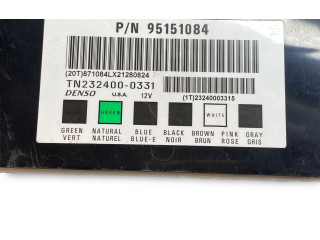 P/N 95151084
(20T)871084LX21280824
TN232400-0331
DENSO U.S.A. 12V
(1T)23240003315
GREEN WHITE
GREEN NATURAL BLUE BLACK BROWN PINK GRAY
VERT NATUREL BLUE-E NOIR BRUN ROSE GRIS